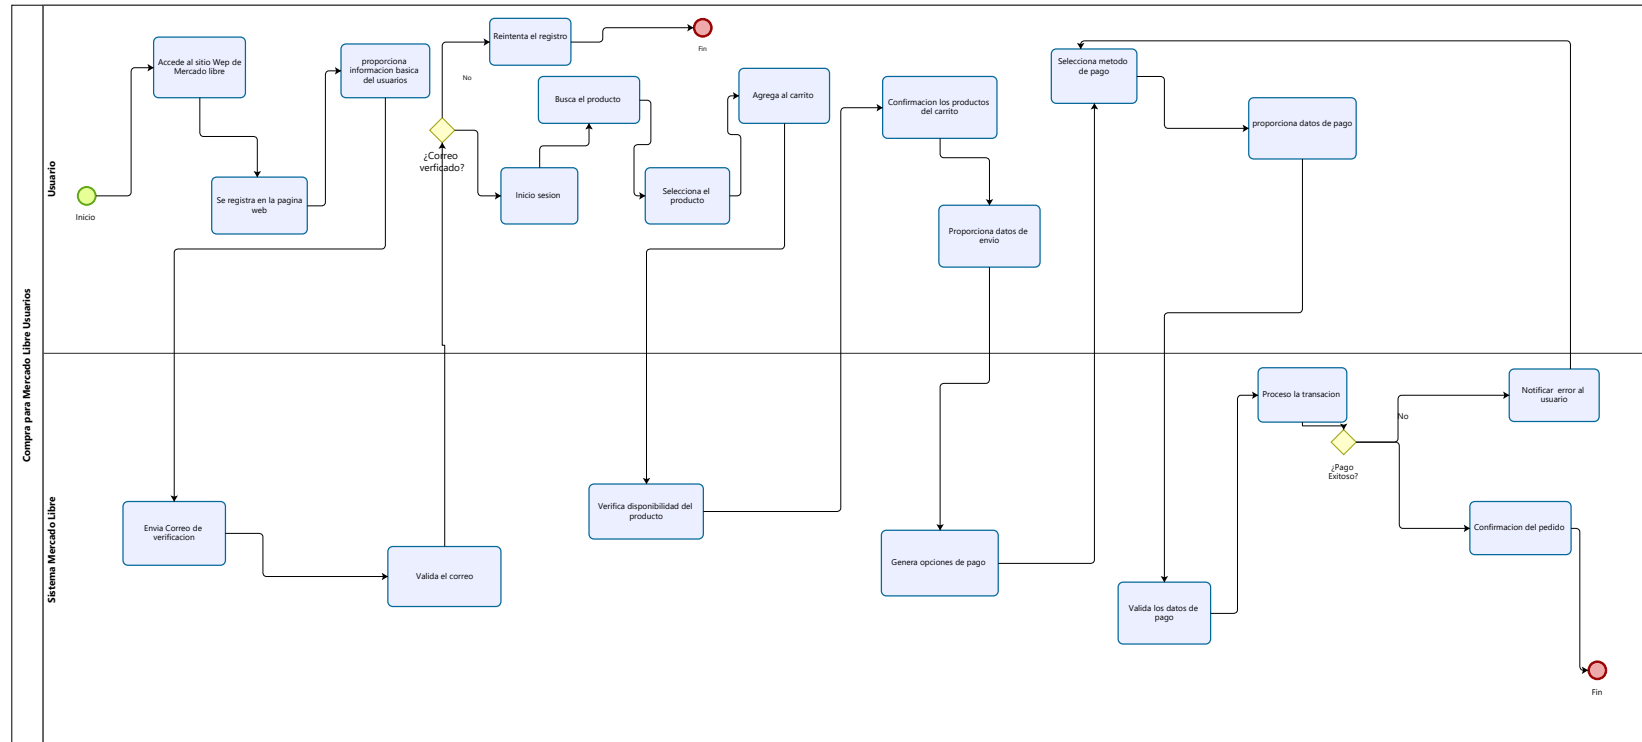 Compra para Mercado Libre Usuarios
Usuario
Inicio
Accede al sitio Wep de
Mercado libre
Se registra en la pagina
web
proporciona
informacion basica
del usuarios
¿Correo
verficado?
No
Reintenta el registro
Fin
Inicio sesion
Busca el producto
Selecciona el
producto
Agrega al carrito
Confirmacion los productos
del carrito
Proporciona datos de
envio
Selecciona metodo
de pago
proporciona datos de pago
Sistema Mercado Libre
Envia Correo de
verificacion
Valida el correo
Verifica disponibilidad del
producto
Genera opciones de pago
Valida los datos de
pago
Proceso la transacion
¿Pago
Exitoso?
No
Notificar error al
usuario
Confirmacion del pedido
Fin